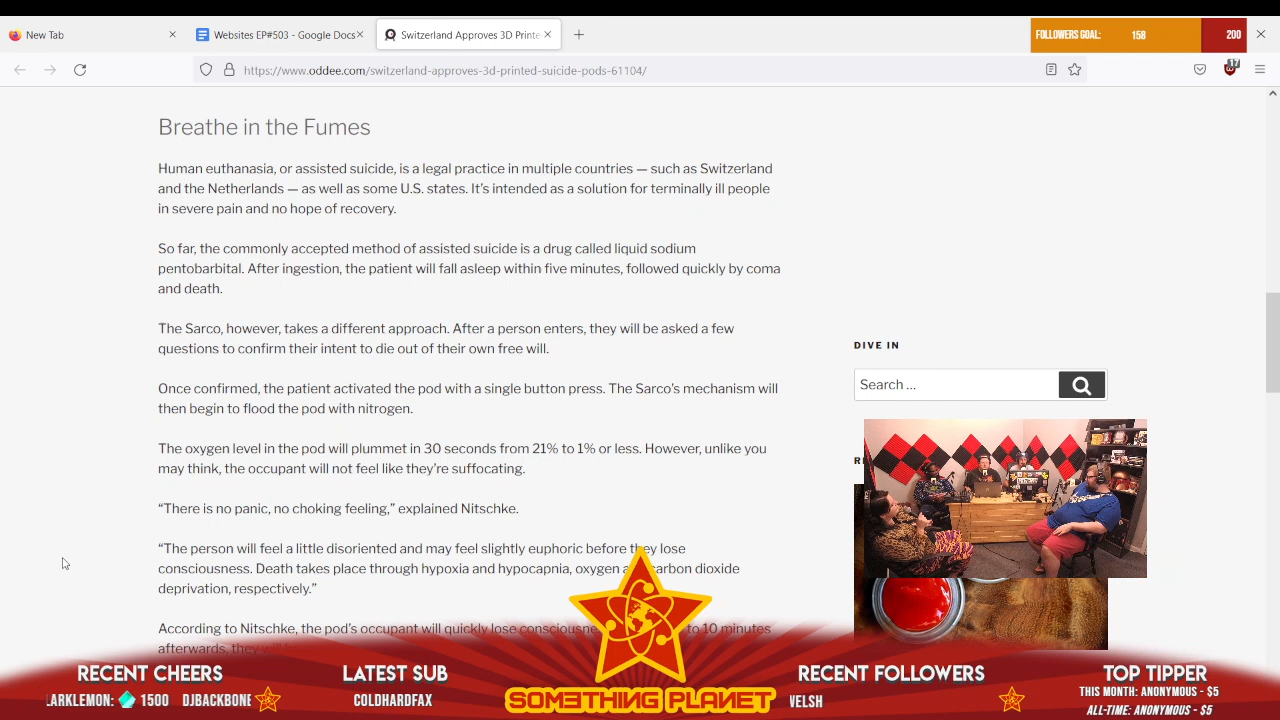 New Tab
Websites EP#503 - Google Docs
Switzerland Approves 3D Printe
FOLLOWERS GOAL: 158 200
https://www.oddee.com/switzerland-approves-3d-printed-suicide-pods-61104/
17
Breathe in the Fumes
Human euthanasia, or assisted suicide, is a legal practice in multiple countries — such as Switzerland
and the Netherlands — as well as some U.S. states. It's intended as a solution for terminally ill people
in severe pain and no hope of recovery.
So far, the commonly accepted method of assisted suicide is a drug called liquid sodium
pentobarbital. After ingestion, the patient will fall asleep within five minutes, followed quickly by coma
and death.
The Sarco, however, takes a different approach. After a person enters, they will be asked a few
questions to confirm their intent to die out of their own free will.
Once confirmed, the patient activated the pod with a single button press. The Sarco's mechanism will
then begin to flood the pod with nitrogen.
The oxygen level in the pod will plummet in 30 seconds from 21% to 1% or less. However, unlike you
may think, the occupant will not feel like they're suffocating.
“There is no panic, no choking feeling,” explained Nitschke.
“The person will feel a little disoriented and may feel slightly euphoric before they lose
consciousness. Death takes place through hypoxia and hypocapnia, oxygen a carbon dioxide
deprivation, respectively.”
According to Nitschke, the pod's occupant will quickly lose consciousne to 10 minutes
afterwards, they
DIVE IN
Search …
RECENT CHEERS
LARKLEMON: 1500 DJBACKBONE
LATEST SUB
COLDHARDFAX
SOMETHING PLANET
RECENT FOLLOWERS
VELSH
TOP TIPPER
THIS MONTH: ANONYMOUS - $5
ALL-TIME: ANONYMOUS - $5